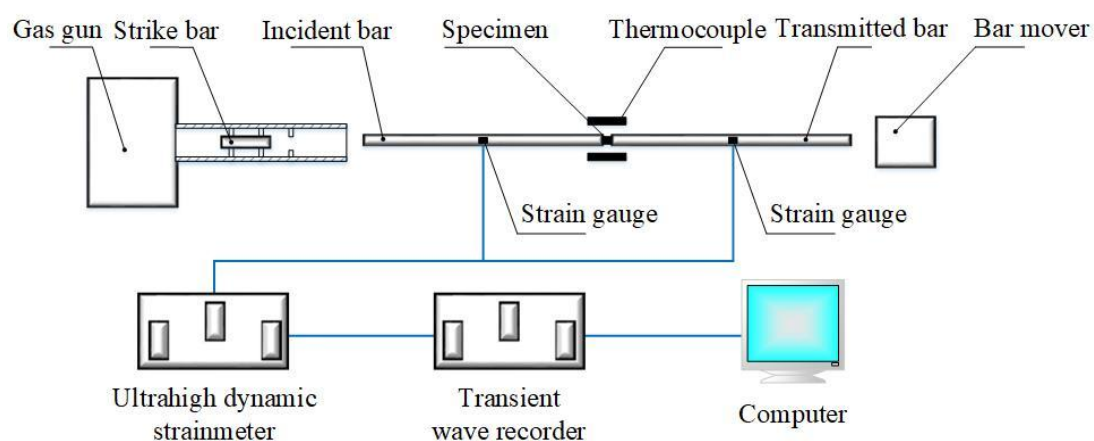 Gas gun
Strike bar
Incident bar
Specimen
Thermocouple
Transmitted bar
Bar mover
Strain gauge
Strain gauge
Ultrahigh dynamic
strainmeter
Transient
wave recorder
Computer